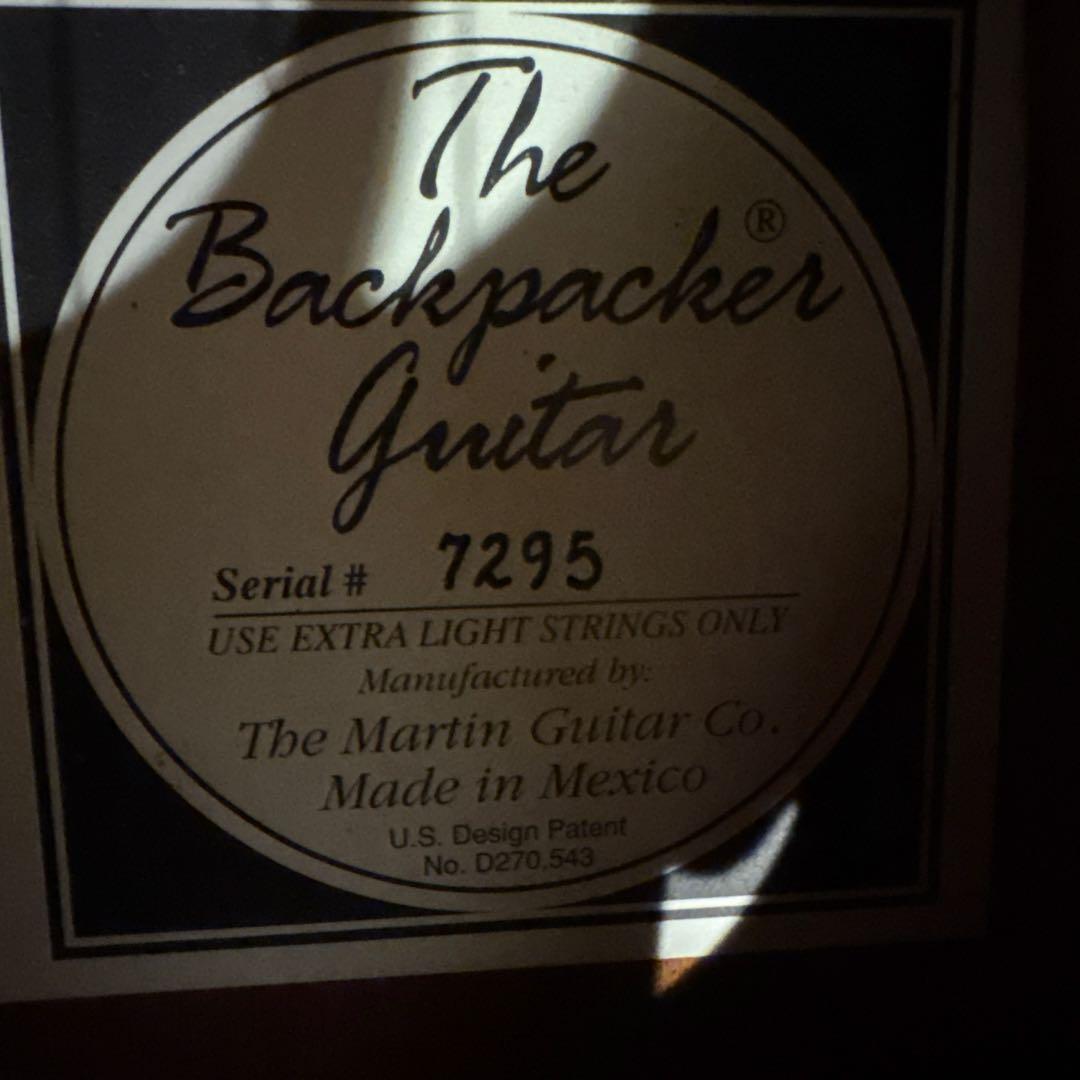 The
Backpacker®
Guitar
Serial # 7295
USE EXTRA LIGHT STRINGS ONLY
Manufactured by:
The Martin Guitar Co.
Made in Mexico
U.S. Design Patent
No. D270,543